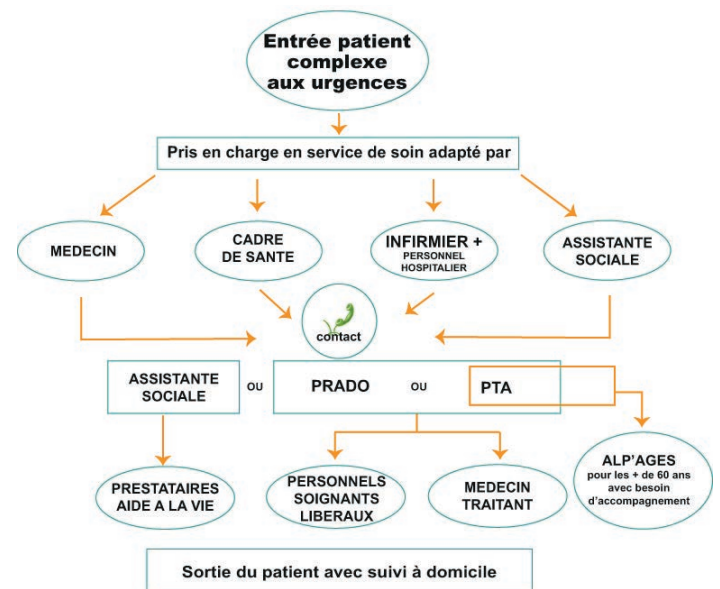 Entrée patient
complexe
aux urgences
Pris en charge en service de soin adapté par
MEDECIN
CADRE
DE SANTE
INFIRMIER +
PERSONNEL
HOSPITALIER
ASSISTANTE
SOCIALE
contact
ASSISTANTE
SOCIALE
OU
PRADO
OU
PTA
PRESTATAIRES
AIDE A LA VIE
PERSONNELS
SOIGNANTS
LIBERAUX
MEDECIN
TRAITANT
ALP'AGES
pour les + de 60 ans
avec besoin
d'accompagnement
Sortie du patient avec suivi à domicile